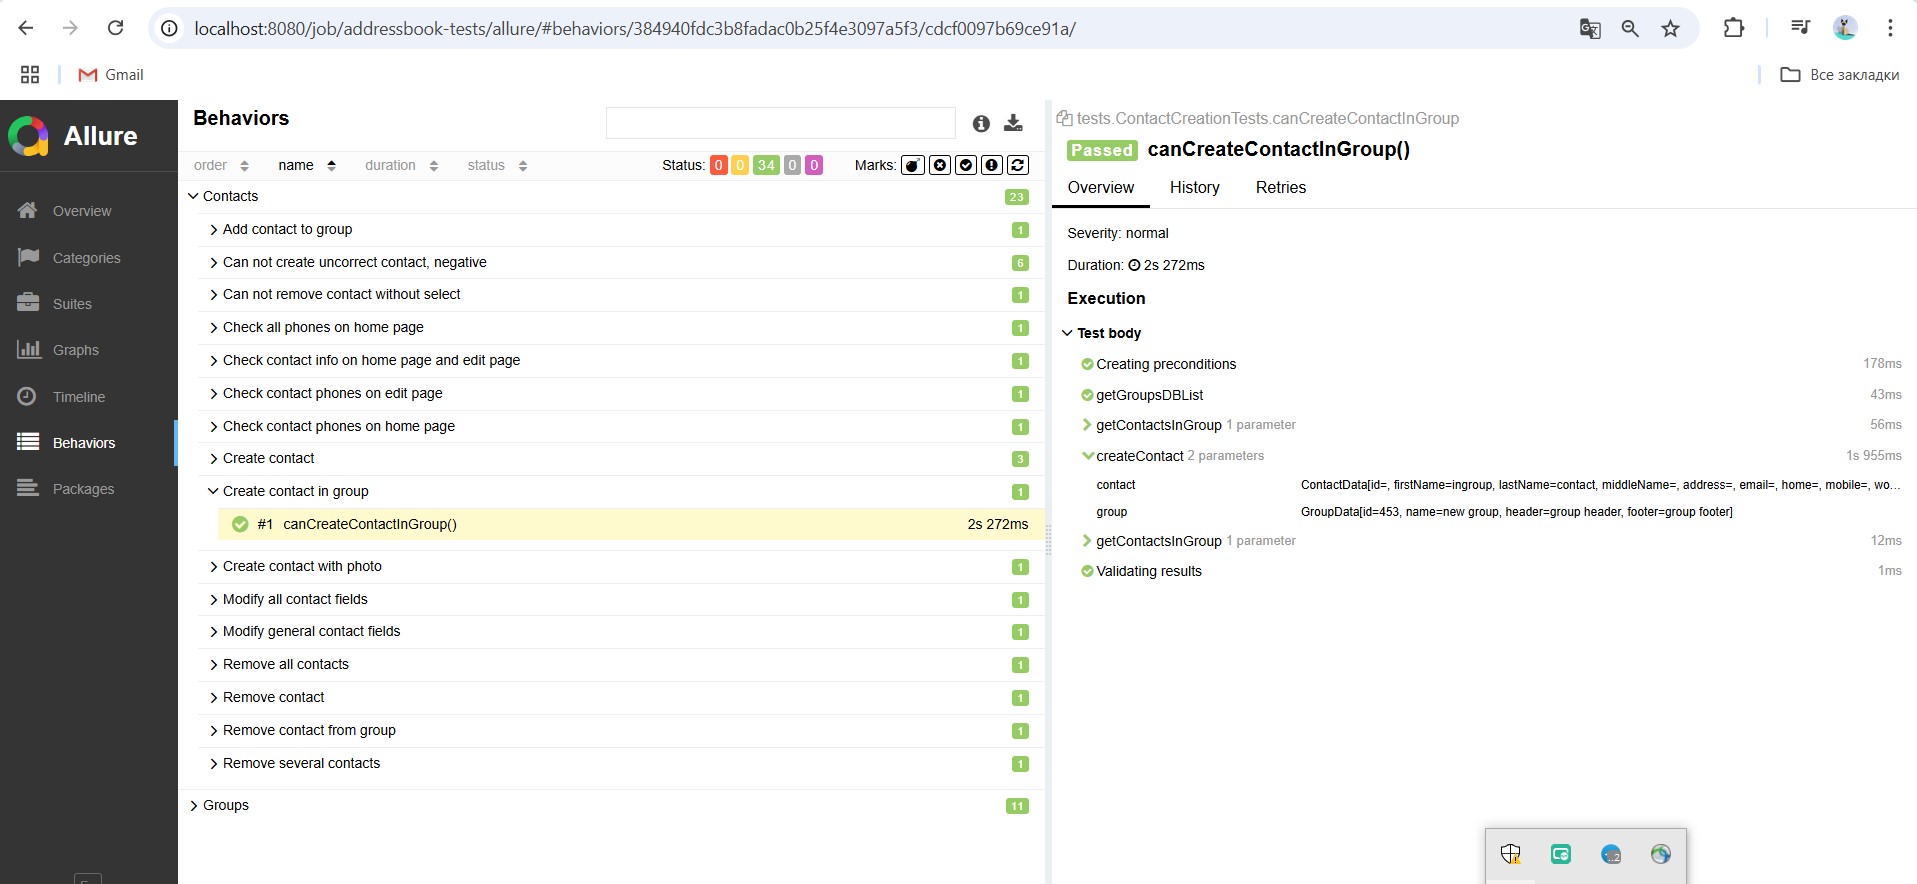 localhost:8080/job/addressbook-tests/allure/#behaviors/384940fdc3b8fadac0b25f4e3097a5f3/cdcf0097b69ce91a/
Gmail
Все закладки
Allure
Overview
Categories
Suites
Graphs
Timeline
Behaviors
Packages
Behaviors
order name duration status Status: 0 0 34 0 0 Marks:
Contacts 23
Add contact to group 1
Can not create uncorrect contact, negative 6
Can not remove contact without select 1
Check all phones on home page 1
Check contact info on home page and edit page 1
Check contact phones on edit page 1
Check contact phones on home page 1
Create contact 3
Create contact in group 1
#1 canCreateContactInGroup() 2s 272ms
Create contact with photo 1
Modify all contact fields 1
Modify general contact fields 1
Remove all contacts 1
Remove contact 1
Remove contact from group 1
Remove several contacts 1
Groups 11
tests.ContactCreationTests.canCreateContactInGroup
Passed canCreateContactInGroup()
Overview History Retries
Severity: normal
Duration: 2s 272ms
Execution
Test body
Creating preconditions 178ms
getGroupsDBList 43ms
getContactsInGroup 1 parameter 56ms
createContact 2 parameters 1s 955ms
contact ContactData[id=, firstName=ingroup, lastName=contact, middleName=, address=, email=, home=, mobile=, wo...
group GroupData[id=453, name=new group, header=group header, footer=group footer]
getContactsInGroup 1 parameter 12ms
Validating results 1ms